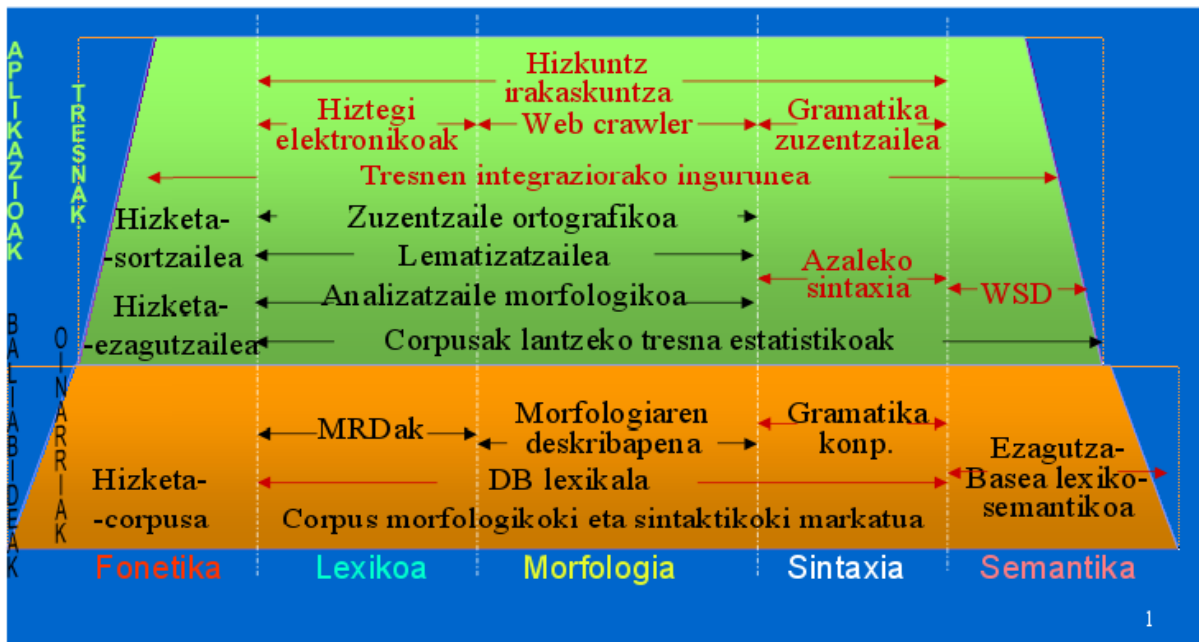 APLIKAZIOAK
TRESNAK
Hizkuntz
irakaskuntza
Hiztegi
elektronikoak
Web crawler
Gramatika
zuzentzailea
Tresnen integraziorako ingurunea
Hizketa-
-sortzailea
Zuzentzaile ortografikoa
Lematizatzailea
Azaleko
sintaxia
WSD
Hizketa-
-ezagutzailea
Analizatzaile morfologikoa
Corpusak lantzeko tresna estatistikoak
BALIABIDEAK
OINARRIAK
MRDak
Morfologiaren
deskribapena
Gramatika
konp.
Ezagutza-
Basea lexiko-
semantikoa
Hizketa-
-corpusa
DB lexikala
Corpus morfologikoki eta sintaktikoki markatua
Fonetika
Lexikoa
Morfologia
Sintaxia
Semantika
1